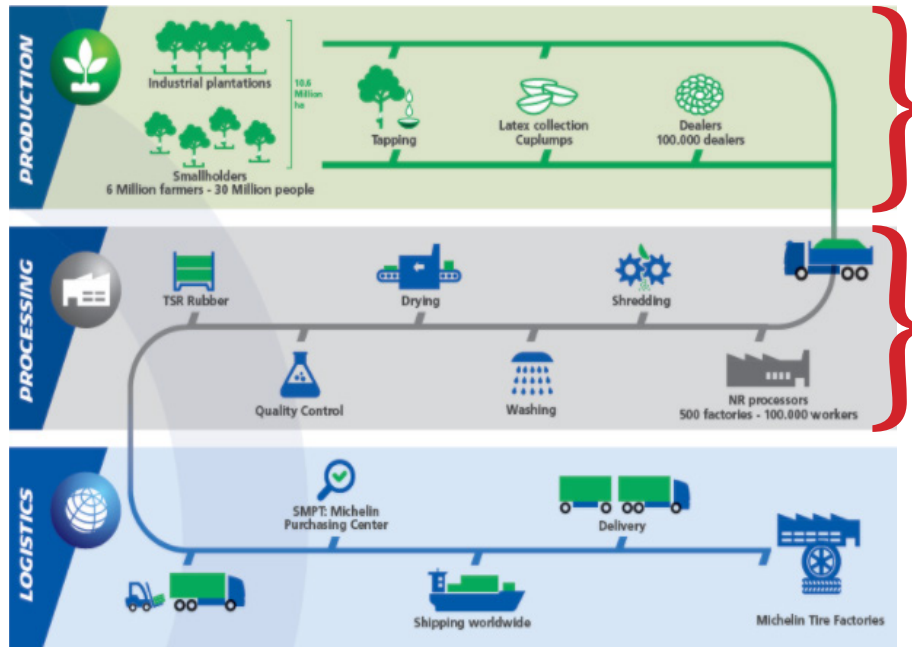 PRODUCTION
Industrial plantations
10.6
Million
ha
Smallholders
6 Million farmers - 30 Million people
Tapping
Latex collection
Cuplumps
Dealers
100.000 dealers
PROCESSING
NR processors
500 factories - 100.000 workers
Shredding
Washing
Drying
Quality Control
TSR Rubber
LOGISTICS
SMPT: Michelin
Purchasing Center
Shipping worldwide
Delivery
Michelin Tire Factories